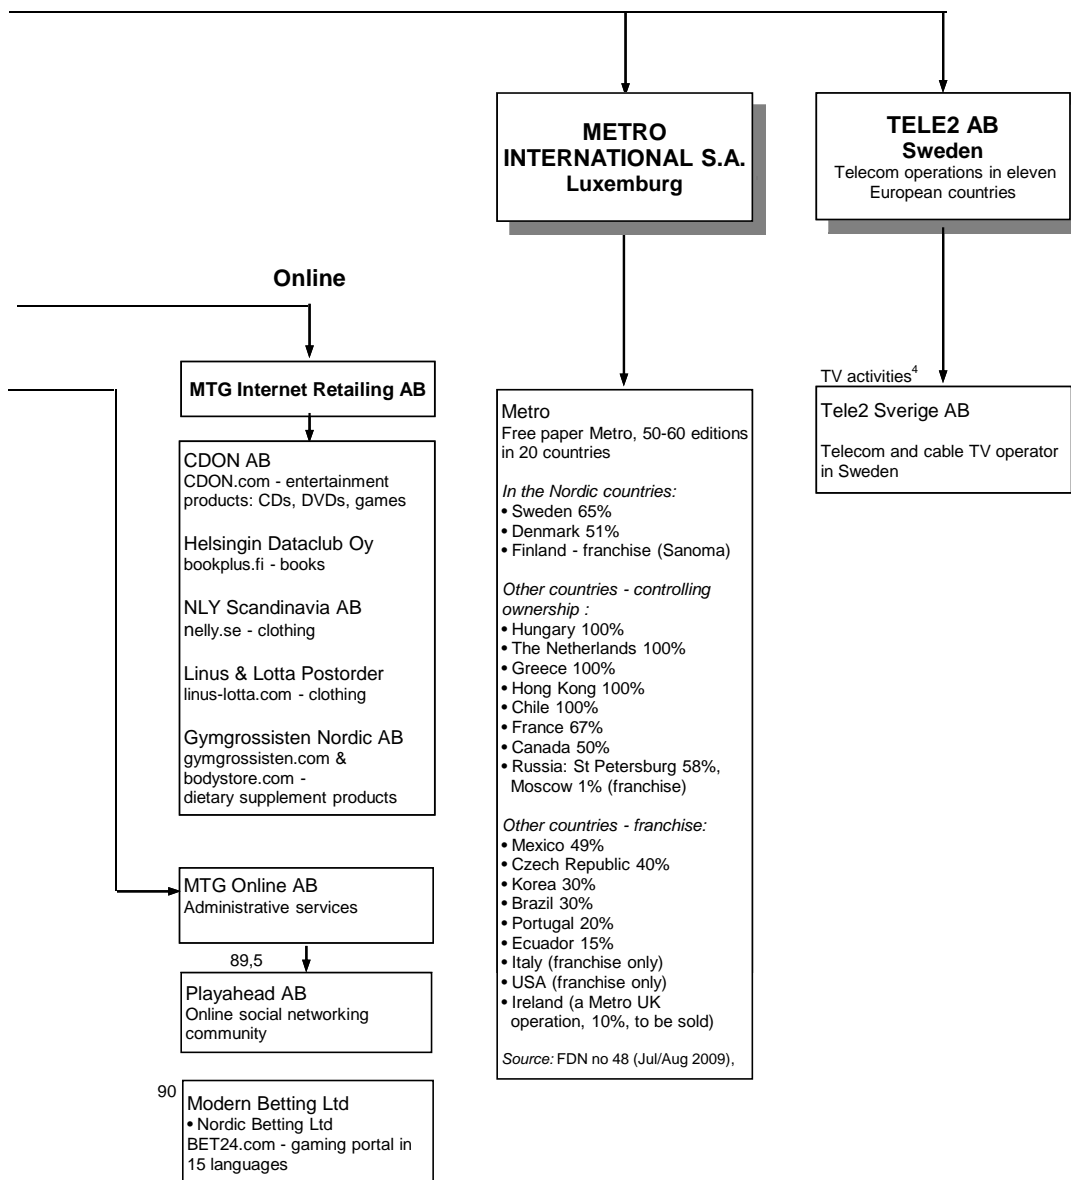 METRO
INTERNATIONAL S.A.
Luxemburg
TELE2 AB
Sweden
Telecom operations in eleven
European countries
Online
MTG Internet Retailing AB
CDON AB
CDON.com - entertainment
products: CDs, DVDs, games
Helsingin Dataclub Oy
bookplus.fi - books
NLY Scandinavia AB
nelly.se - clothing
Linus & Lotta Postorder
linus-lotta.com - clothing
Gymgrossisten Nordic AB
gymgrossisten.com &
bodystore.com -
dietary supplement products
MTG Online AB
Administrative services
89,5
Playahead AB
Online social networking
community
90
Modern Betting Ltd
• Nordic Betting Ltd
BET24.com - gaming portal in
15 languages
Metro
Free paper Metro, 50-60 editions
in 20 countries
In the Nordic countries:
• Sweden 65%
• Denmark 51%
• Finland - franchise (Sanoma)
Other countries - controlling
ownership :
• Hungary 100%
• The Netherlands 100%
• Greece 100%
• Hong Kong 100%
• Chile 100%
• France 67%
• Canada 50%
• Russia: St Petersburg 58%,
Moscow 1% (franchise)
Other countries - franchise:
• Mexico 49%
• Czech Republic 40%
• Korea 30%
• Brazil 30%
• Portugal 20%
• Ecuador 15%
• Italy (franchise only)
• USA (franchise only)
• Ireland (a Metro UK
operation, 10%, to be sold)
Source: FDN no 48 (Jul/Aug 2009),
TV activities4
Tele2 Sverige AB
Telecom and cable TV operator
in Sweden